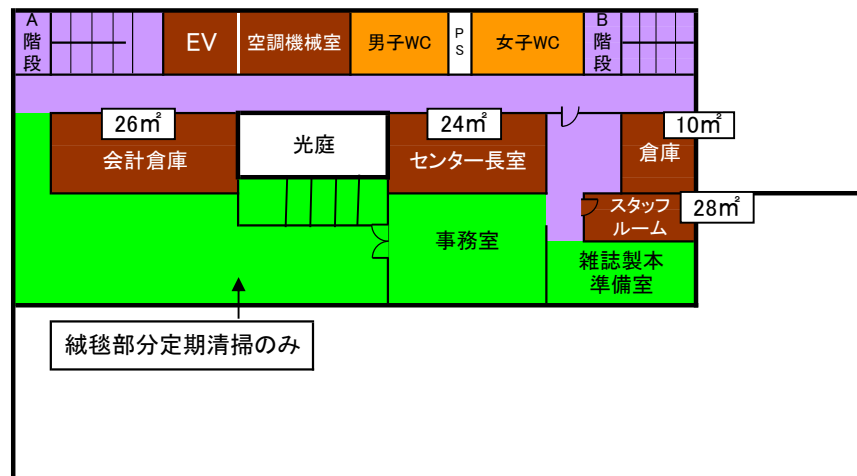 A
階
段
EV
空調機械室
男子WC
P
S
女子WC
B
階
段
26㎡
会計倉庫
光庭
24㎡
センター長室
10㎡
倉庫
28㎡
スタッフ
ルーム
事務室
雑誌製本
準備室
絨毯部分定期清掃のみ